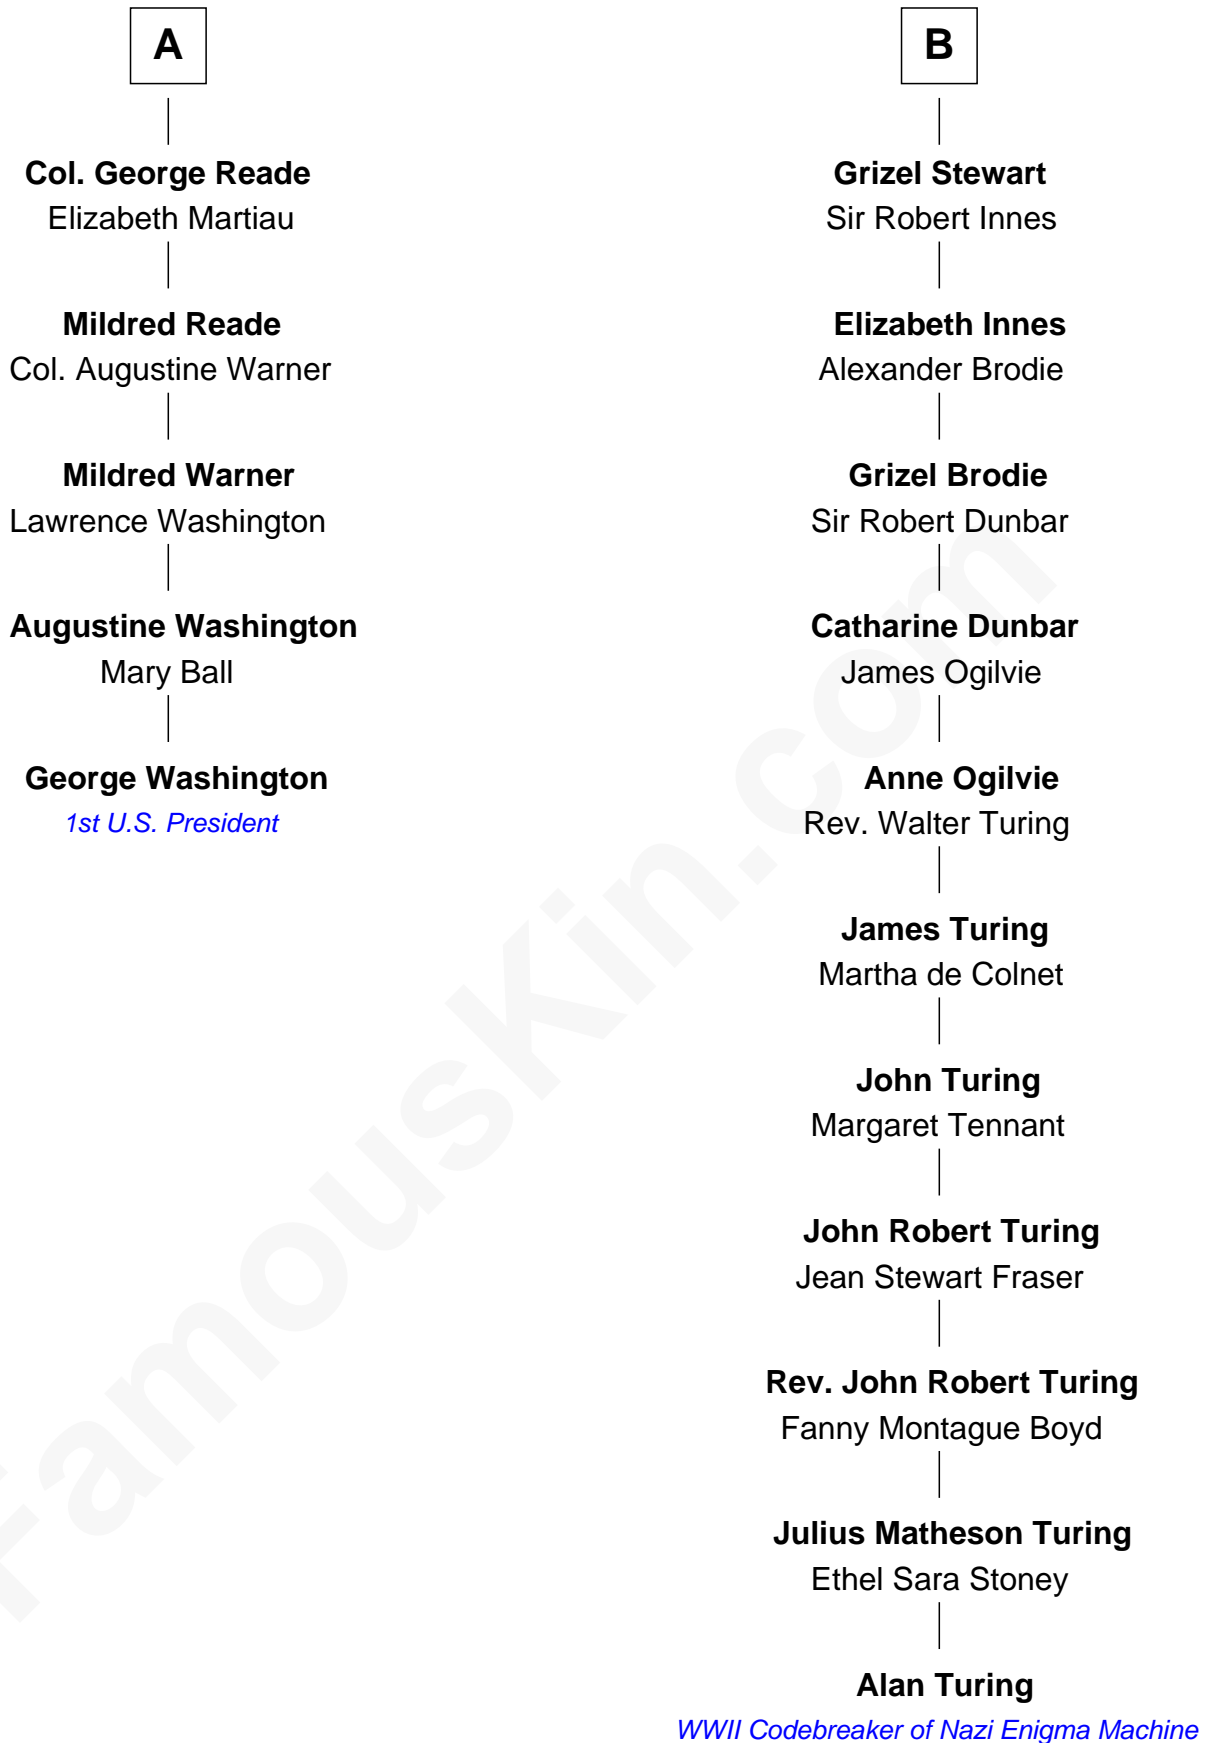 A
Col. George Reade
Elizabeth Martiau
Mildred Reade
Col. Augustine Warner
Mildred Warner
Lawrence Washington
Augustine Washington
Mary Ball
George Washington
1st U.S. President
B
Grizel Stewart
Sir Robert Innes
Elizabeth Innes
Alexander Brodie
Grizel Brodie
Sir Robert Dunbar
Catharine Dunbar
James Ogilvie
Anne Ogilvie
Rev. Walter Turing
James Turing
Martha de Colnet
John Turing
Margaret Tennant
John Robert Turing
Jean Stewart Fraser
Rev. John Robert Turing
Fanny Montague Boyd
Julius Matheson Turing
Ethel Sara Stoney
Alan Turing
WWII Codebreaker of Nazi Enigma Machine
FamousKin.com